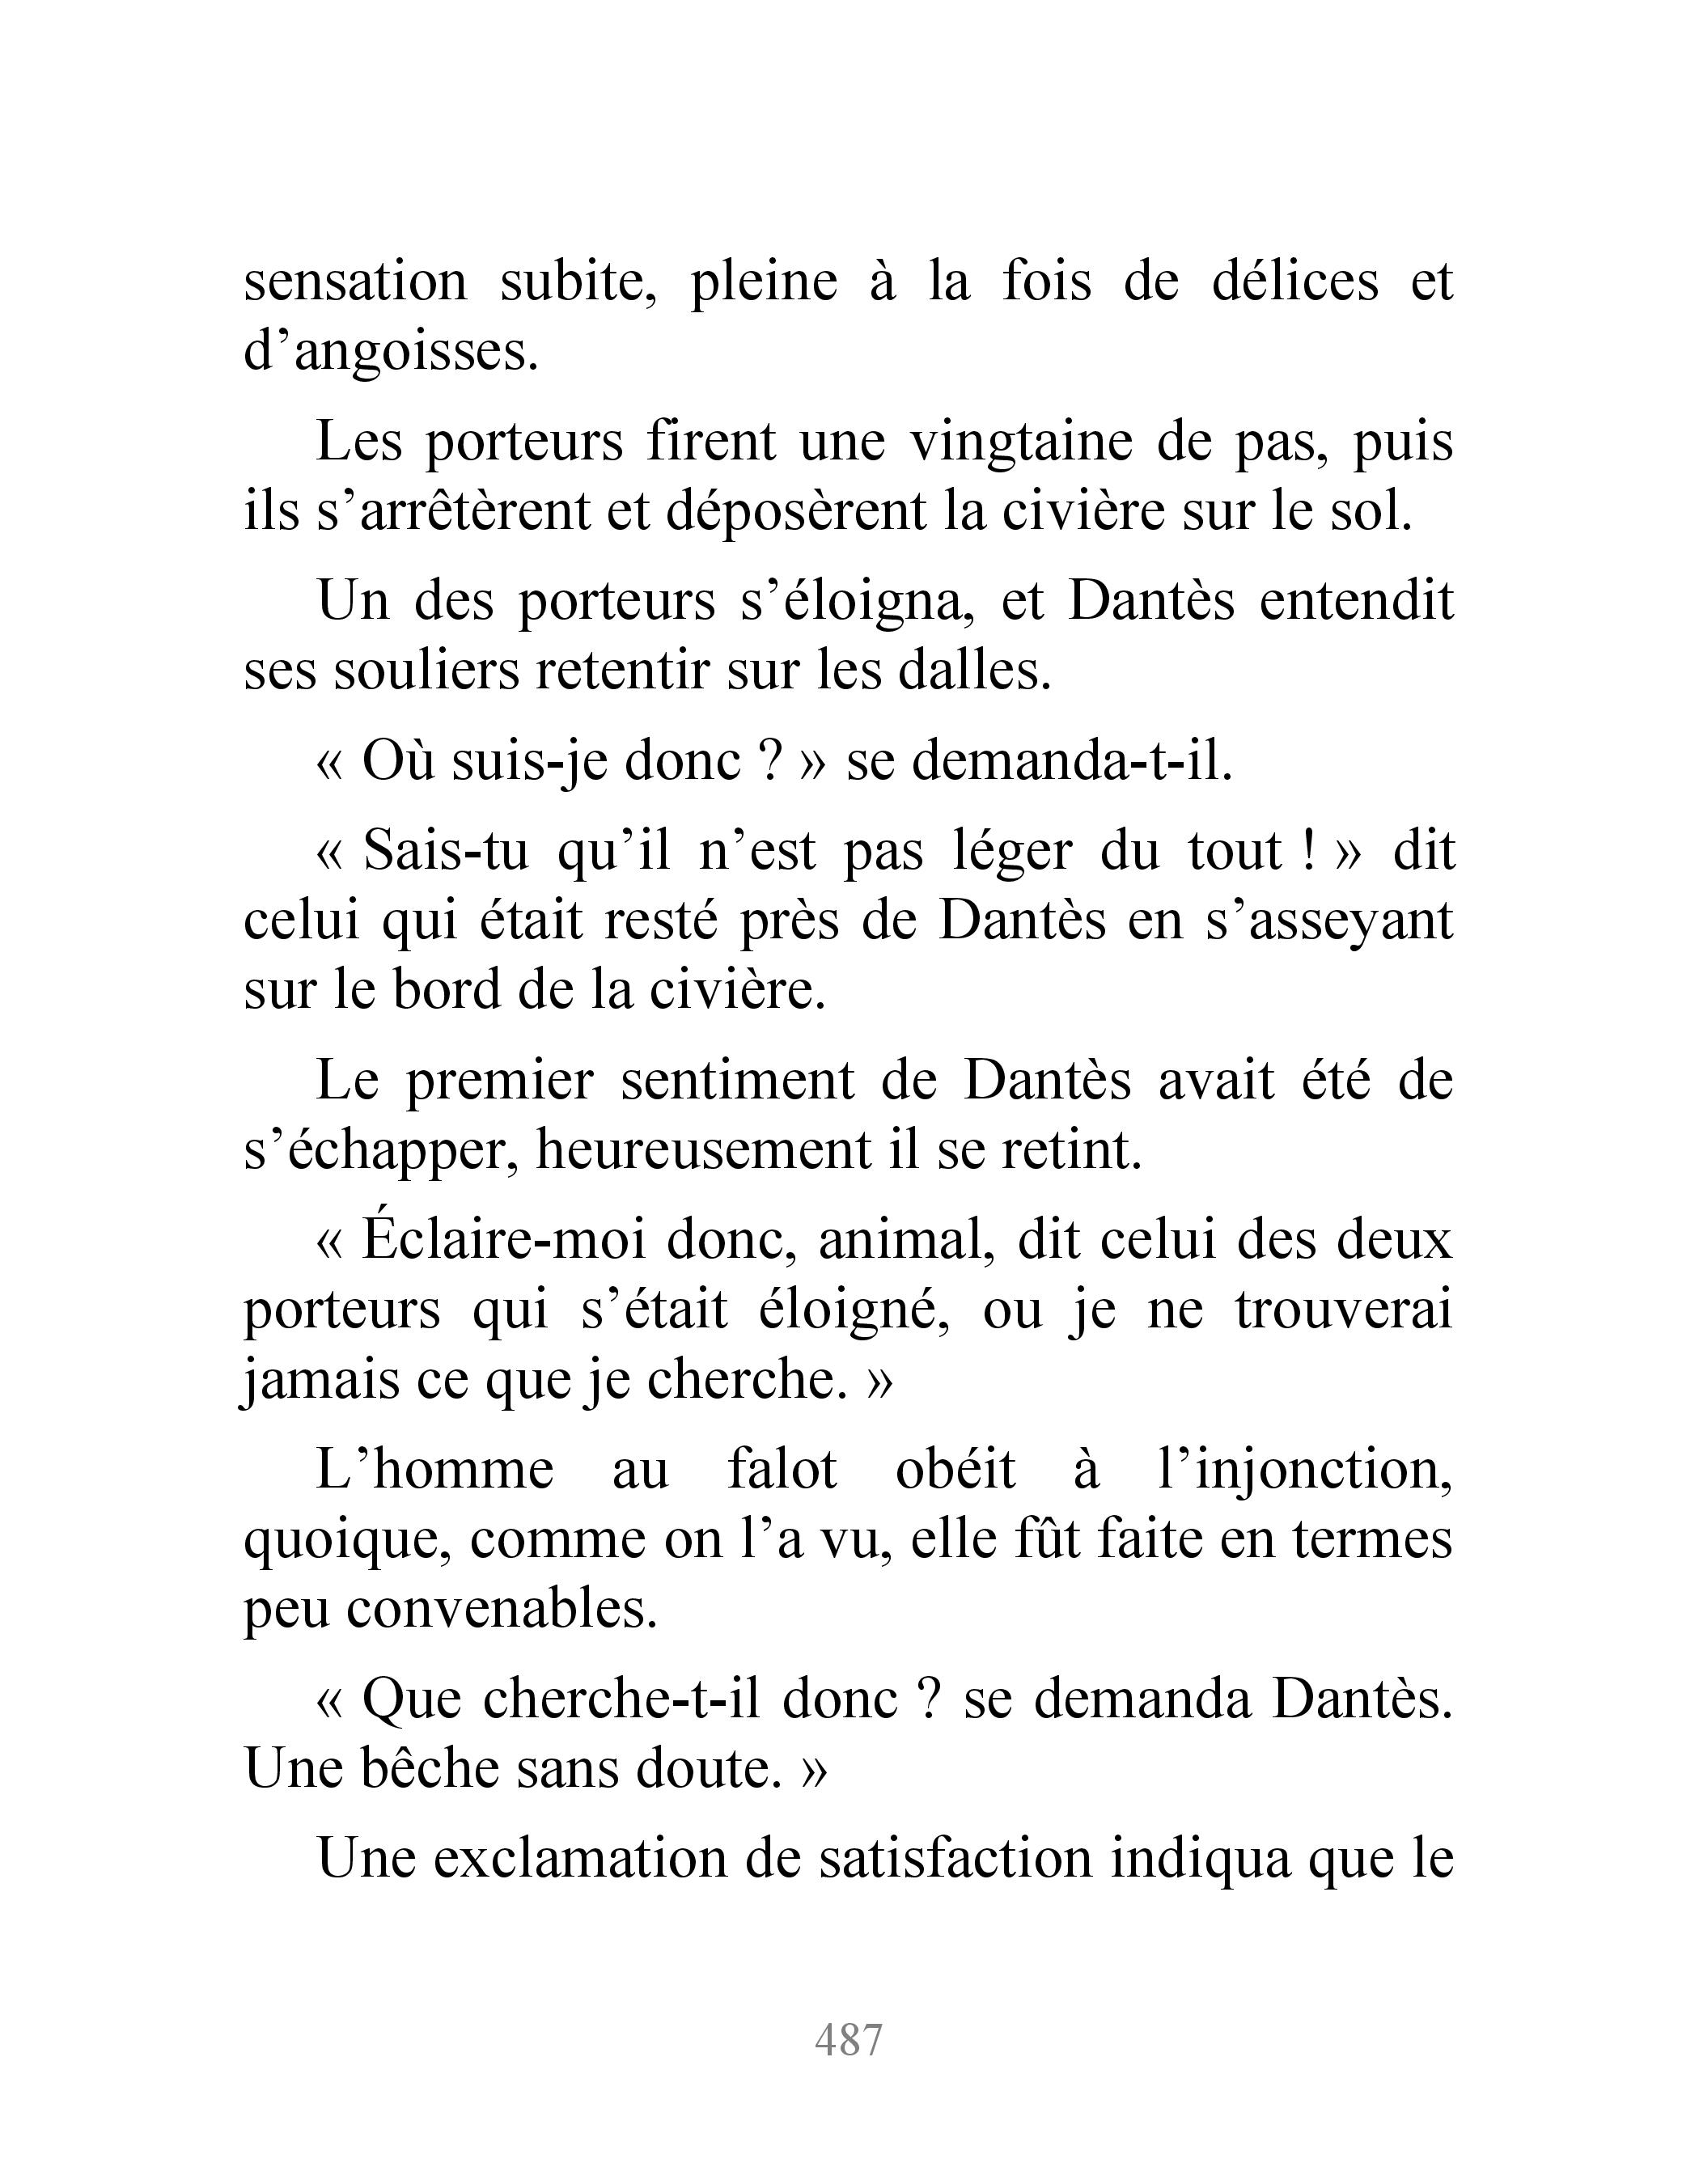 sensation subite, pleine à la fois de délices et
d’angoisses.
Les porteurs firent une vingtaine de pas, puis
ils s’arrêtèrent et déposèrent la civière sur le sol.
Un des porteurs s’éloigna, et Dantès entendit
ses souliers retentir sur les dalles.
« Où suis-je donc ? » se demanda-t-il.
« Sais-tu qu’il n’est pas léger du tout ! » dit
celui qui était resté près de Dantès en s’asseyant
sur le bord de la civière.
Le premier sentiment de Dantès avait été de
s’échapper, heureusement il se retint.
« Éclaire-moi donc, animal, dit celui des deux
porteurs qui s’était éloigné, ou je ne trouverai
jamais ce que je cherche. »
L’homme au falot obéit à l’injonction,
quoique, comme on l’a vu, elle fût faite en termes
peu convenables.
« Que cherche-t-il donc ? se demanda Dantès.
Une bêche sans doute. »
Une exclamation de satisfaction indiqua que le
487